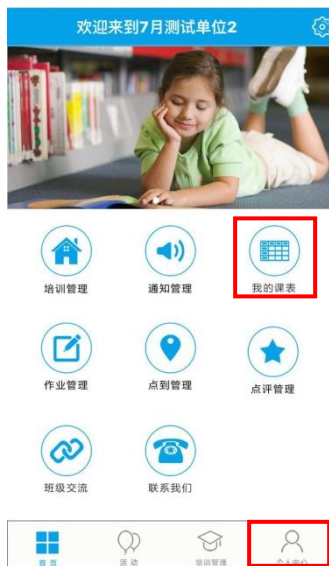 欢迎来到7月测试单位2
培训管理
通知管理
我的课表
作业管理
点到管理
点评管理
班级交流
联系我们
首页
活动
培训管理
个人中心